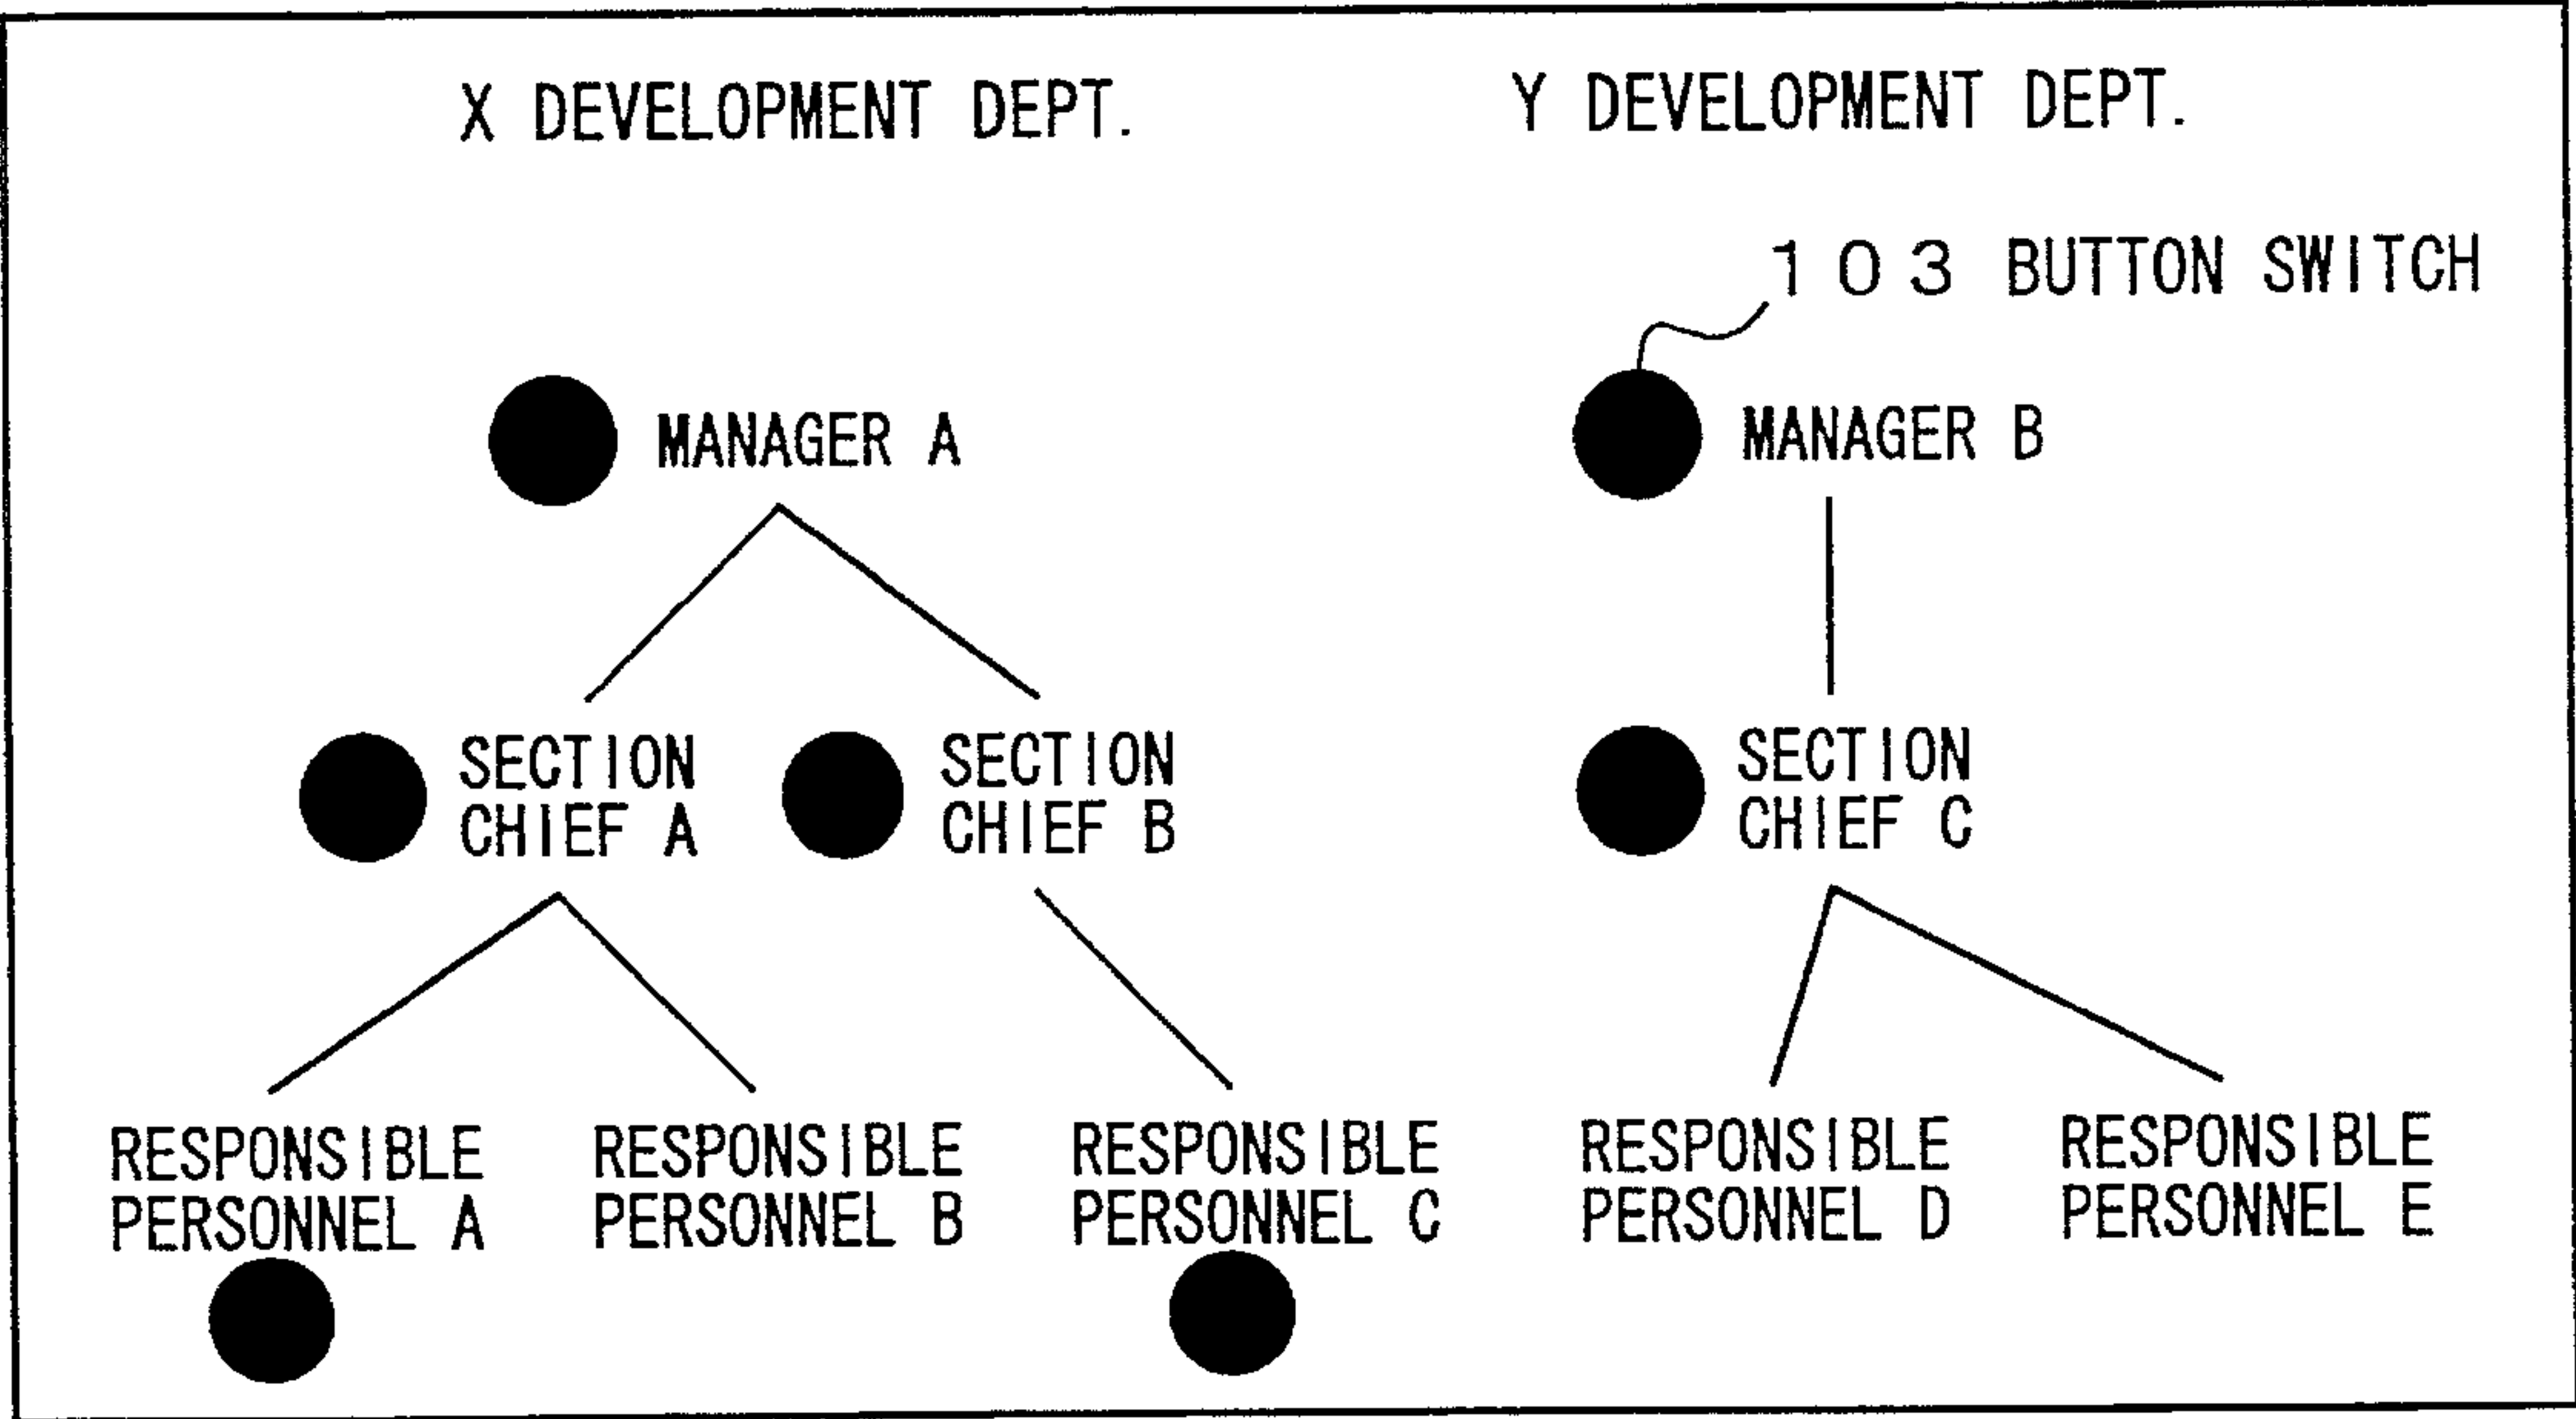 X DEVELOPMENT DEPT.
Y DEVELOPMENT DEPT.
103 BUTTON SWITCH
MANAGER A
MANAGER B
SECTION
CHIEF A
SECTION
CHIEF B
SECTION
CHIEF C
RESPONSIBLE
PERSONNEL A
RESPONSIBLE
PERSONNEL B
RESPONSIBLE
PERSONNEL C
RESPONSIBLE
PERSONNEL D
RESPONSIBLE
PERSONNEL E